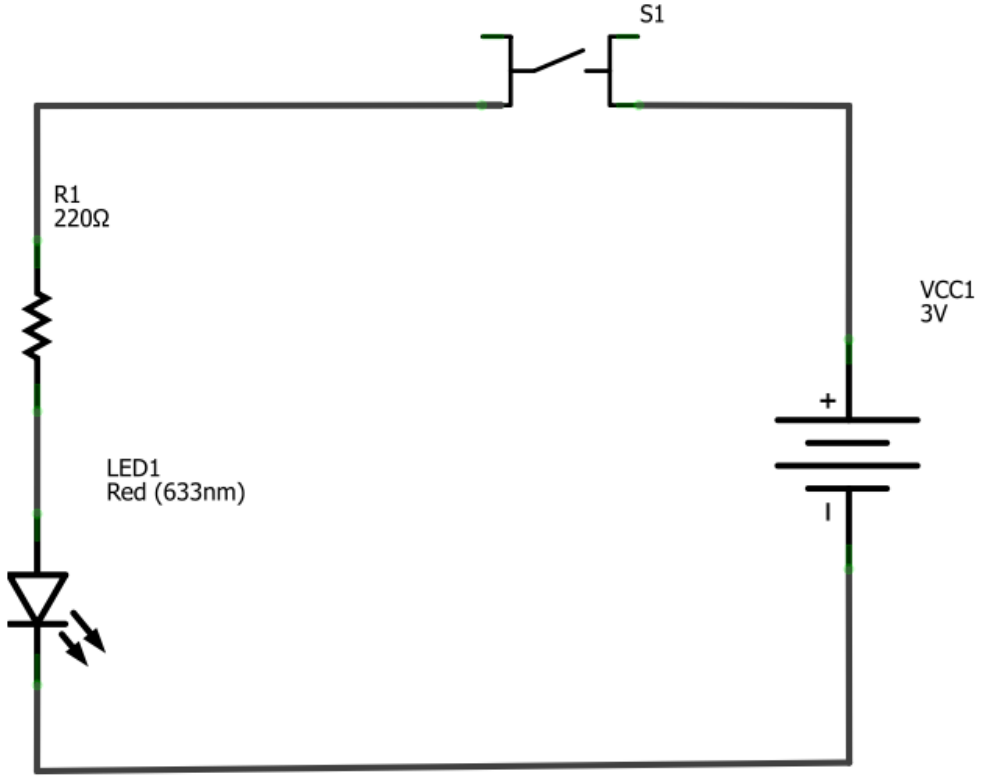 S1
R1
220Ω
VCC1
3V
+
LED1
Red (633nm)